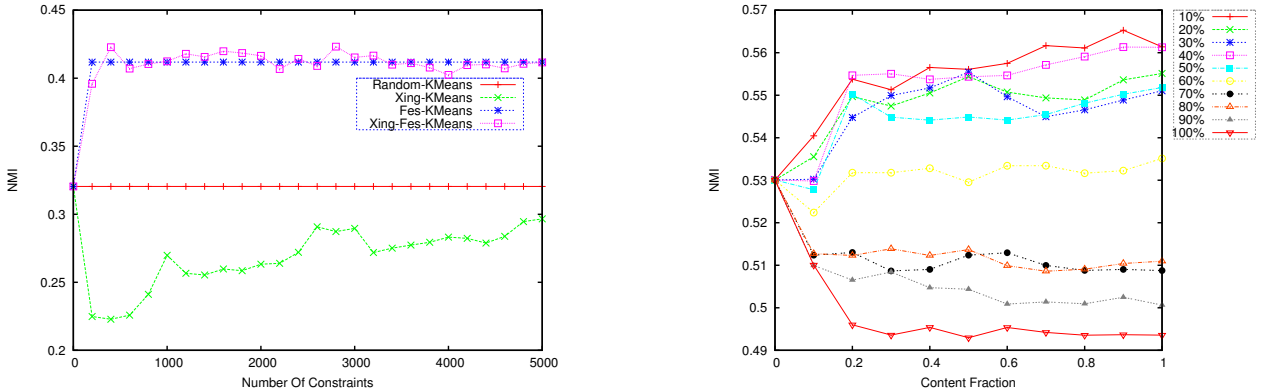 0.45
0.4
0.35
0.3
0.25
0.2
0 1000 2000 3000 4000 5000
NMI
Number Of Constraints
Random-KMeans
Xing-KMeans
Fes-KMeans
Xing-Fes-KMeans
0.57
0.56
0.55
0.54
0.53
0.52
0.51
0.5
0.49
0 0.2 0.4 0.6 0.8 1
NMI
Content Fraction
10%
20%
30%
40%
50%
60%
70%
80%
90%
100%